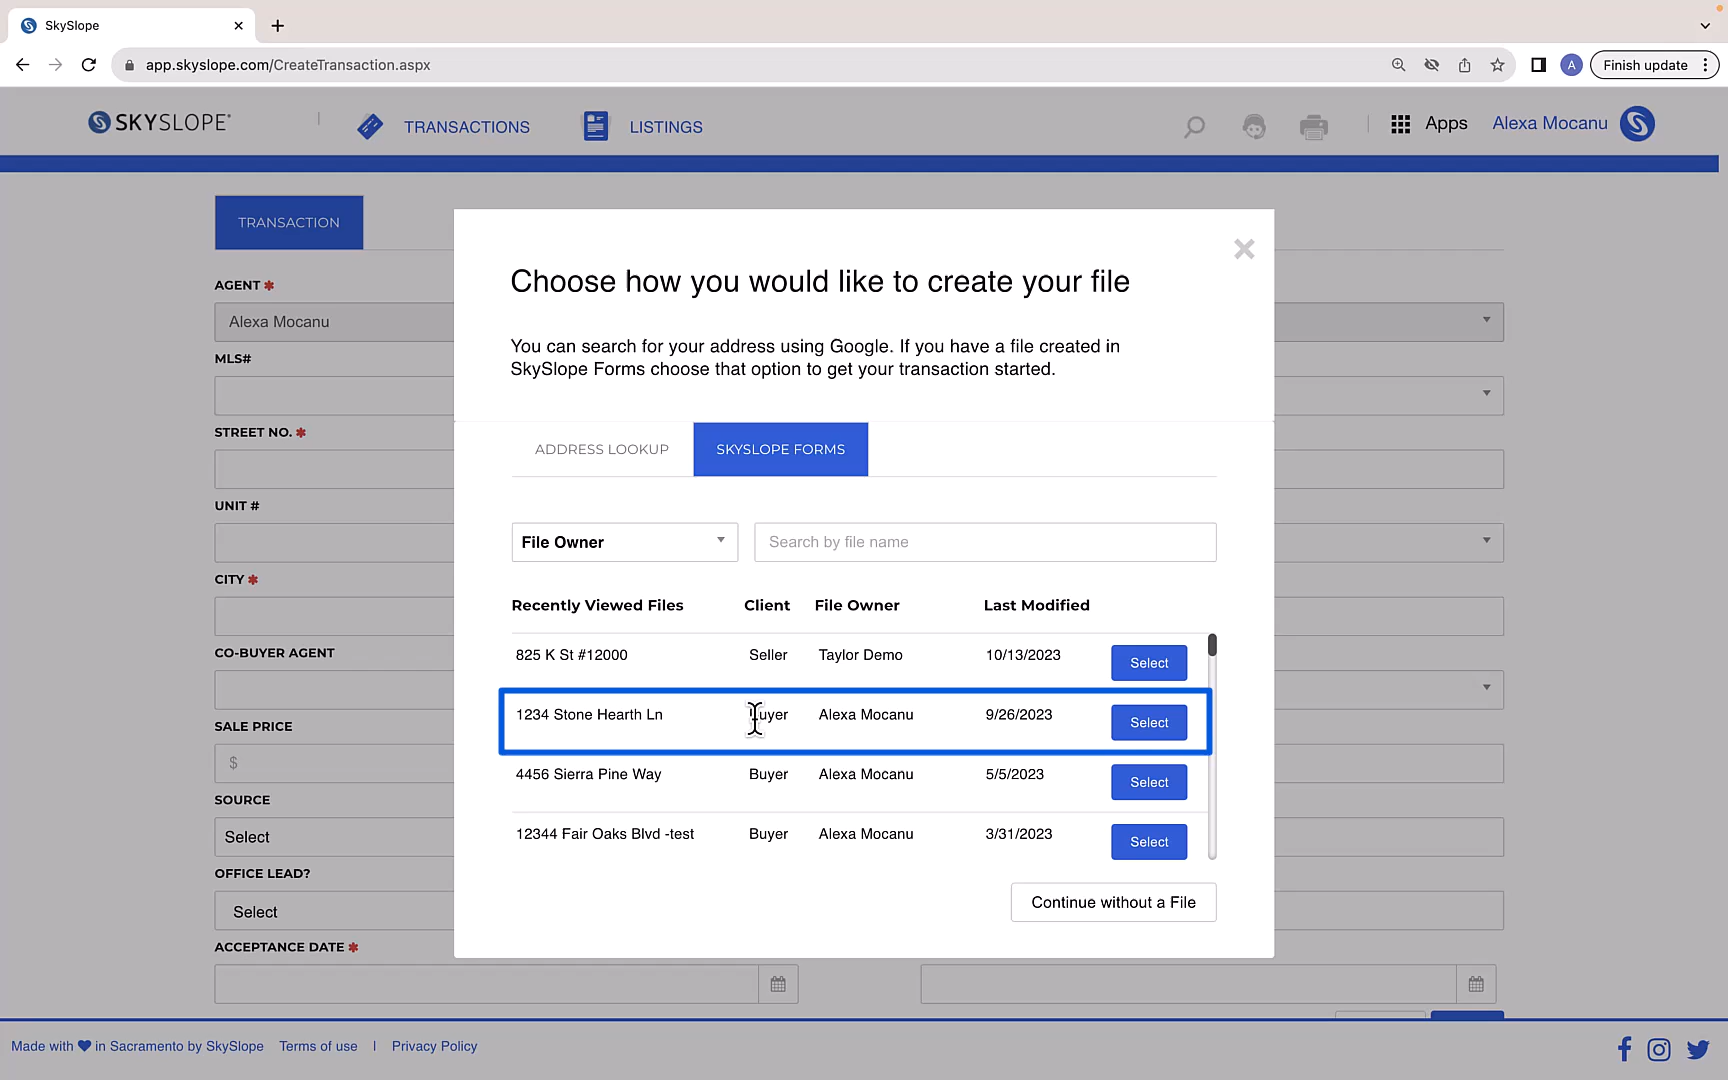 SkySlope
app.skyslope.com/CreateTransaction.aspx
A
Finish update
SKYSLOPE
TRANSACTIONS
LISTINGS
Apps
Alexa Mocanu
TRANSACTION
AGENT *
Alexa Mocanu
MLS#
STREET NO. *
UNIT #
CITY *
CO-BUYER AGENT
SALE PRICE
$
SOURCE
Select
OFFICE LEAD?
Select
ACCEPTANCE DATE *
Choose how you would like to create your file
You can search for your address using Google. If you have a file created in
SkySlope Forms choose that option to get your transaction started.
ADDRESS LOOKUP
SKYSLOPE FORMS
File Owner
Search by file name
Recently Viewed Files Client File Owner Last Modified
825 K St #12000 Seller Taylor Demo 10/13/2023 Select
1234 Stone Hearth Ln Buyer Alexa Mocanu 9/26/2023 Select
4456 Sierra Pine Way Buyer Alexa Mocanu 5/5/2023 Select
12344 Fair Oaks Blvd -test Buyer Alexa Mocanu 3/31/2023 Select
Continue without a File
Made with in Sacramento by SkySlope Terms of use | Privacy Policy